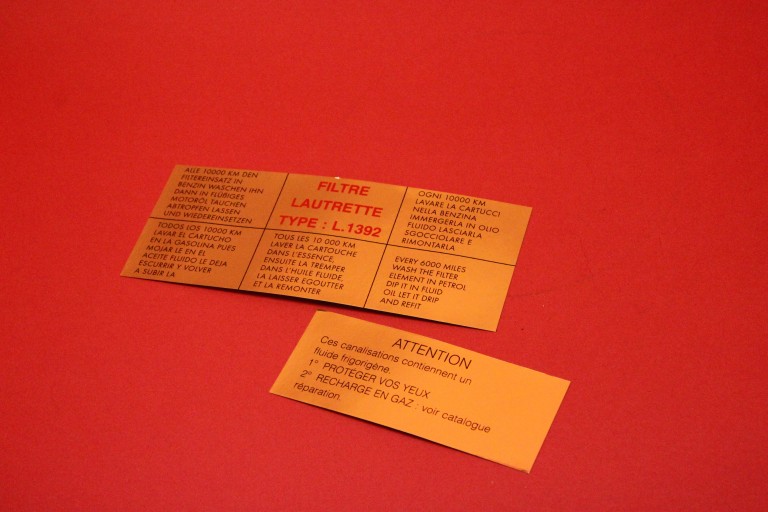 ALLE 10000 KM DEN
FILTEREINSATZ IN
BENZIN WASCHEN IHN
DANN IN FLÜßIGES
MOTORÖL TAUCHEN
ABTROPFEN LASSEN
UND WIEDEREINSETZEN
FILTRE
LAUTRETTE
TYPE : L.1392
OGNI 10000 KM
LAVARE LA CARTUCCI
NELLA BENZINA
IMMERGERLA IN OLIO
FLUIDO LASCIARLA
SGOCCIOLARE E
RIMONTARLA
TODOS LOS 10000 KM
LAVAR EL CARTUCHO
EN LA GASOLINA PUES
MOJAR LE EN EL
ACEITE FLUIDO LE DEJA
ESCURRIR Y VOLVER
A SUBIR LA
TOUS LES 10 000 KM
LAVER LA CARTOUCHE
DANS L'ESSENCE,
ENSUITE LA TREMPER
DANS L'HUILE FLUIDE,
LA LAISSER EGOUTTER
ET LA REMONTER
EVERY 6000 MILES
WASH THE FILTER
ELEMENT IN PETROL
DIP IT IN FLUID
OIL LET IT DRIP
AND REFIT
ATTENTION
Ces canalisations contiennent un
fluide frigorigène.
1° PROTEGER VOS YEUX
2° RECHARGE EN GAZ : voir catalogue
réparation.